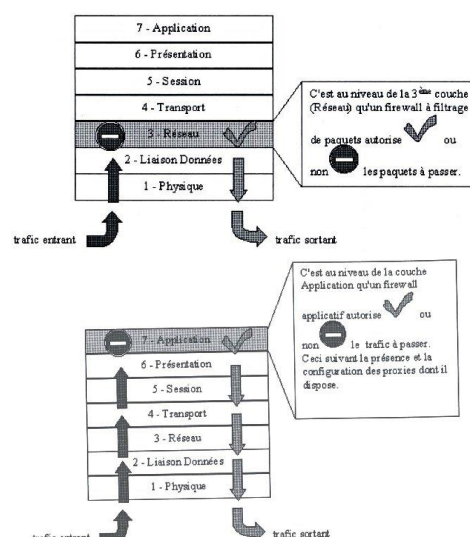 7 - Application
6 - Présentation
5 - Session
4 - Transport
3 - Réseau
2 - Liaison Données
1 - Physique
trafic entrant
trafic sortant
C'est au niveau de la 3 ème couche
(Réseau) qu'un firewall à filtrage
de paquets autorise ou
non les paquets à passer.
7 - Application
6 - Présentation
5 - Session
4 - Transport
3 - Réseau
2 - Liaison Données
1 - Physique
trafic entrant
trafic sortant
C'est au niveau de la couche
Application qu'un firewall
applicatif autorise ou
non le trafic à passer.
Ceci suivant la présence et la
configuration des proxies dont il
dispose.